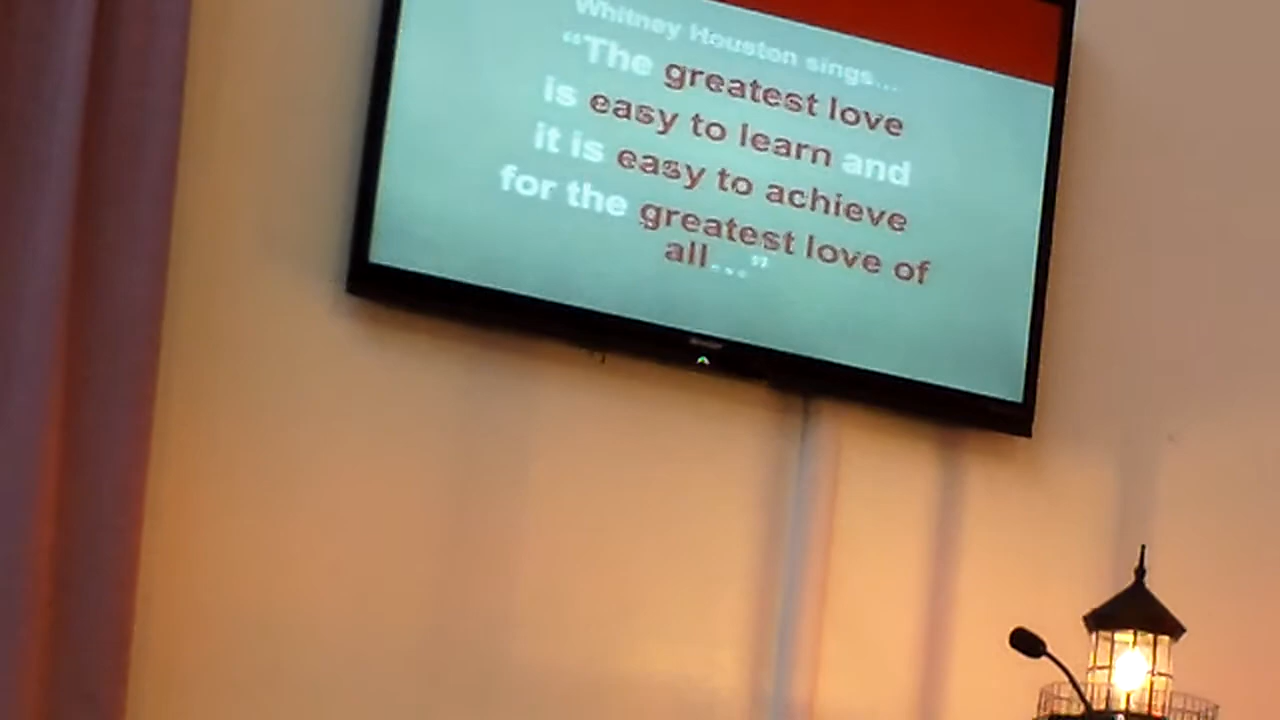 Whitney Houston sings...
“The greatest love
is easy to learn and
it is easy to achieve
for the greatest love of
all...”